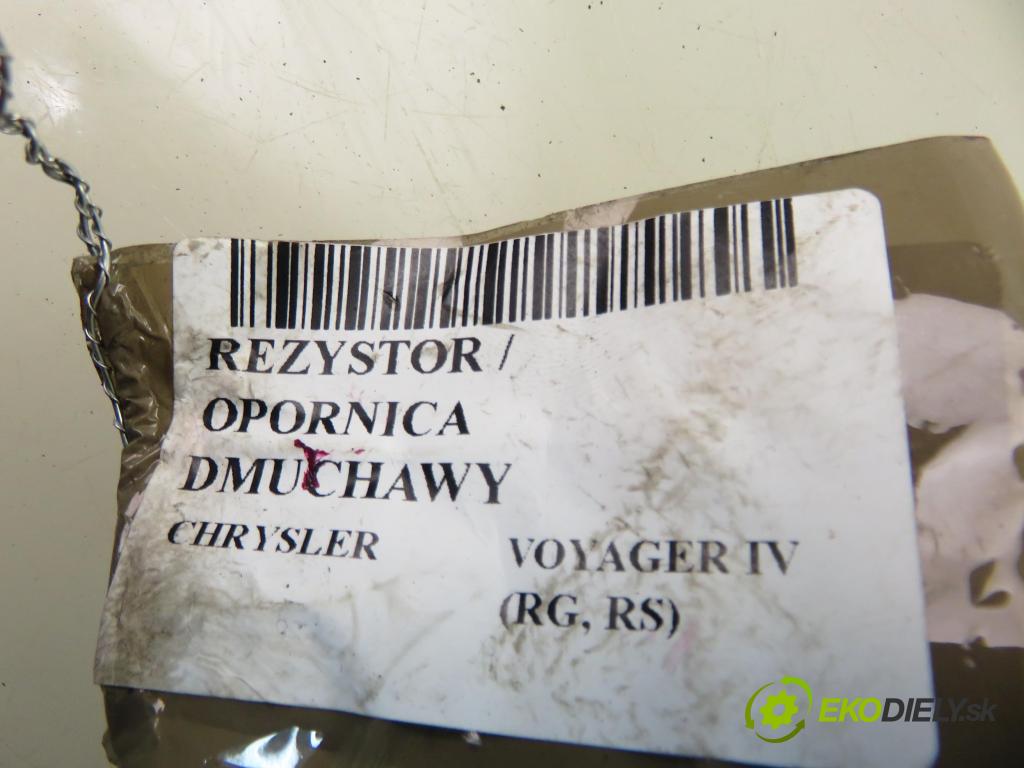 REZYSTOR /
OPORNICA
DMUCHAWY
CHRYSLER
VOYAGER IV
(RG, RS)
EKODIELY.sk